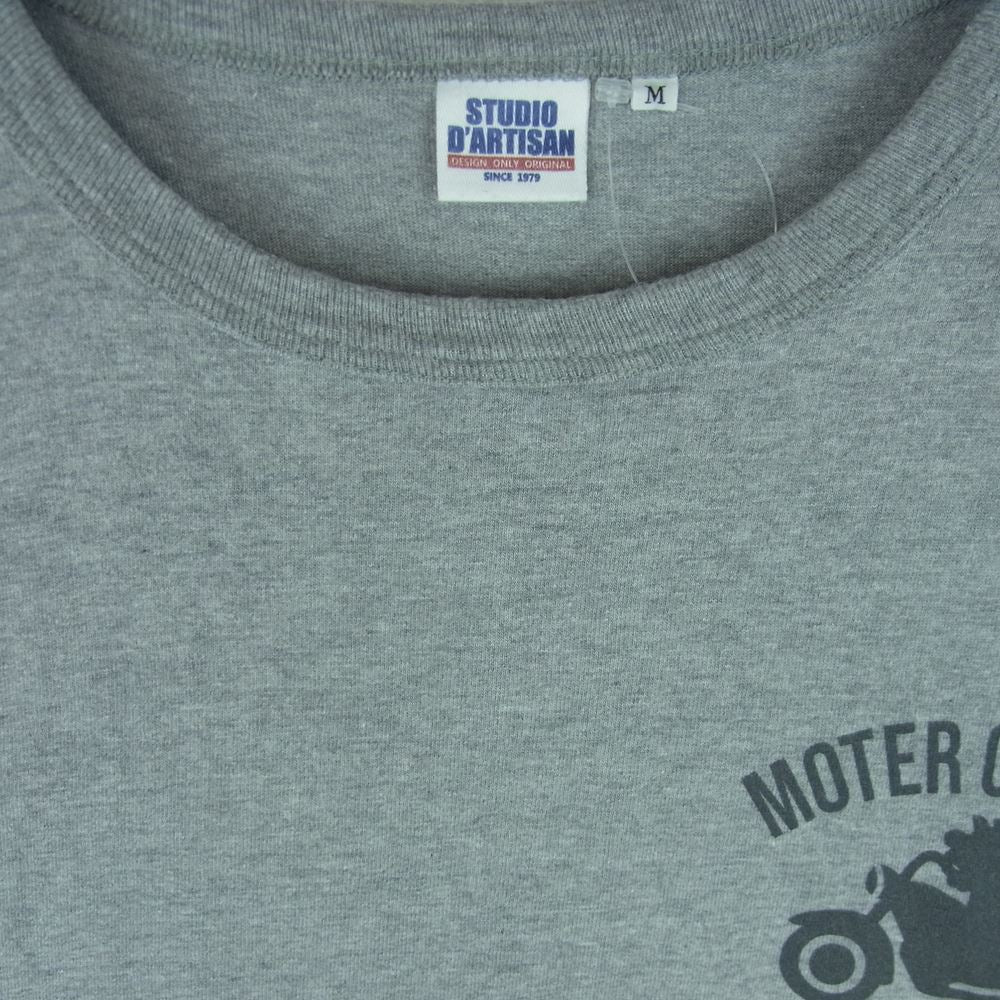 STUDIO
D'ARTISAN
DESIGN ONLY ORIGINAL
SINCE 1979
M
MOTER